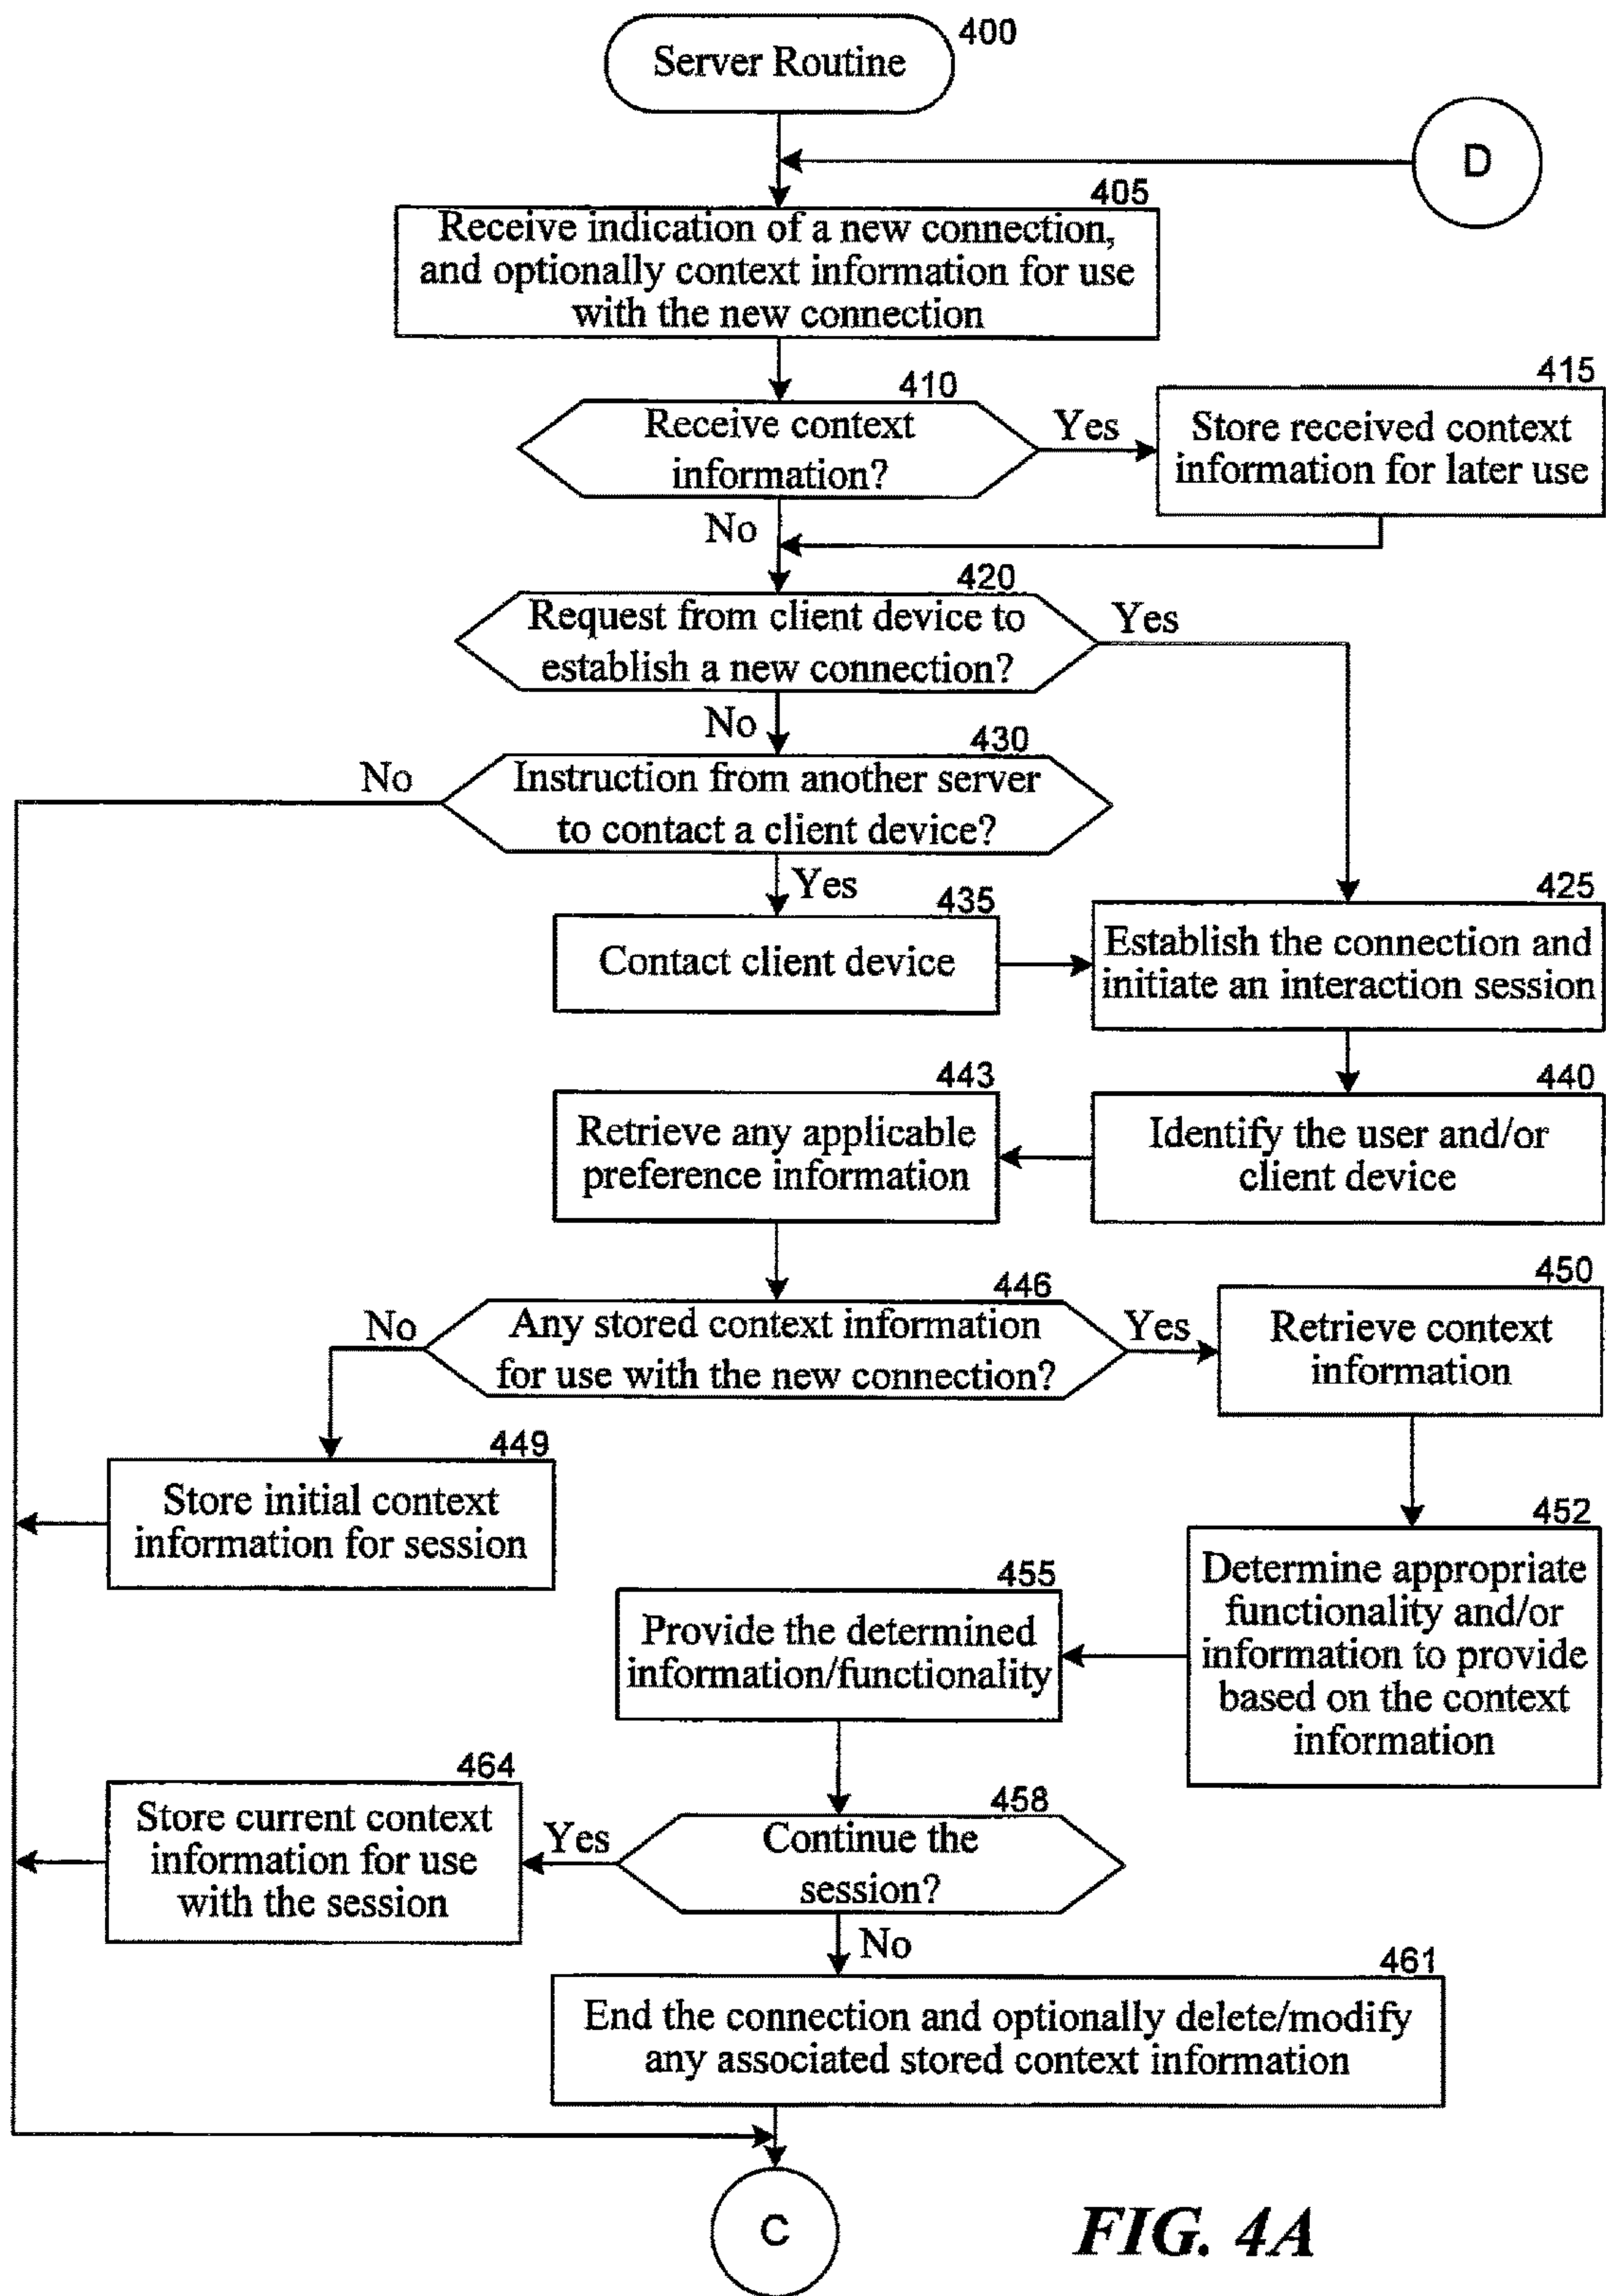 400
Server Routine
D
405
Receive indication of a new connection,
and optionally context information for use
with the new connection
410
Receive context
information?
Yes
415
Store received context
information for later use
No
420
Request from client device to
establish a new connection?
Yes
No
430
Instruction from another server
to contact a client device?
No
Yes
435
Contact client device
425
Establish the connection and
initiate an interaction session
443
Retrieve any applicable
preference information
440
Identify the user and/or
client device
446
Any stored context information
for use with the new connection?
No
Yes
450
Retrieve context
information
449
Store initial context
information for session
452
Determine appropriate
functionality and/or
information to provide
based on the context
information
455
Provide the determined
information/functionality
464
Store current context
information for use
with the session
Yes
458
Continue the
session?
No
461
End the connection and optionally delete/modify
any associated stored context information
C
FIG. 4A